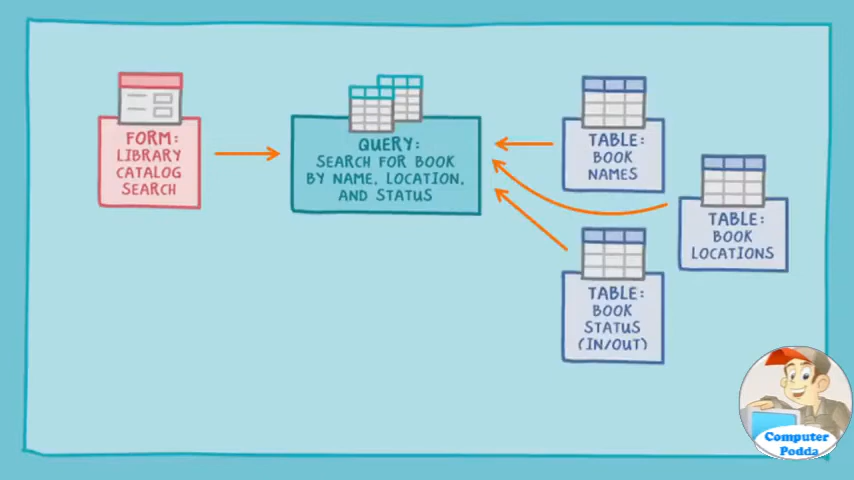 FORM:
LIBRARY
CATALOG
SEARCH
QUERY:
SEARCH FOR BOOK
BY NAME, LOCATION,
AND STATUS
TABLE:
BOOK
NAMES
TABLE:
BOOK
LOCATIONS
TABLE:
BOOK
STATUS
(IN/OUT)
Computer
Podda